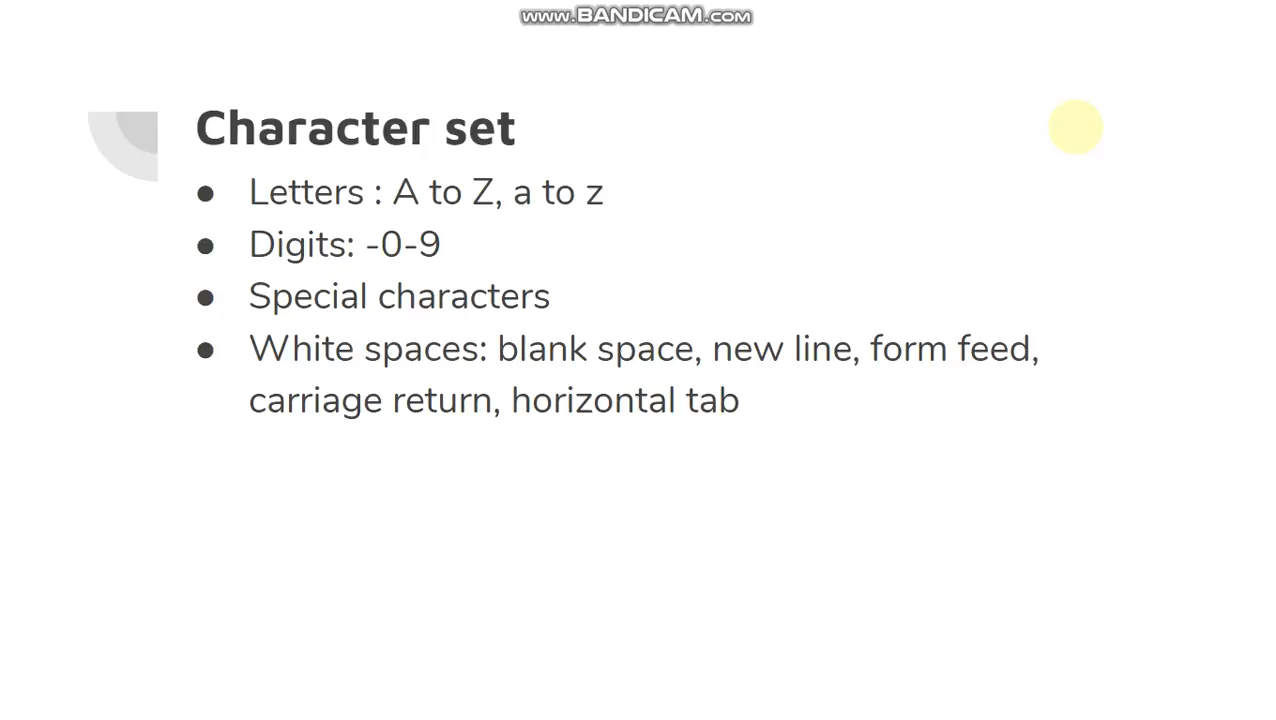 www.BANDICAM.com
Character set
● Letters : A to Z, a to z
● Digits: -0-9
● Special characters
● White spaces: blank space, new line, form feed,
carriage return, horizontal tab